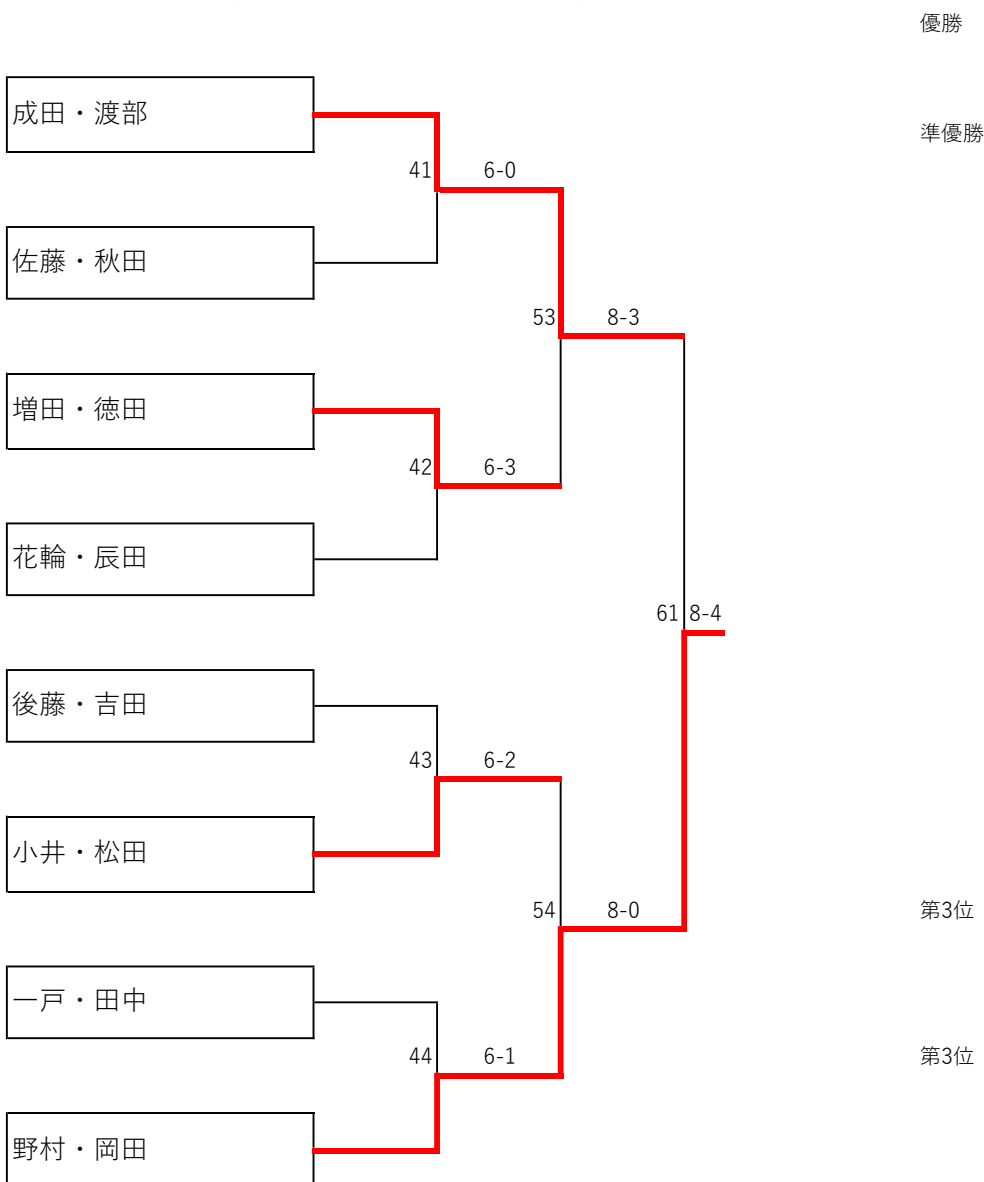 優勝
成田・渡部
準優勝
41 6-0
佐藤・秋田
53 8-3
増田・徳田
42 6-3
花輪・辰田
61 8-4
後藤・吉田
43 6-2
小井・松田
54 8-0
第3位
一戸・田中
44 6-1
第3位
野村・岡田